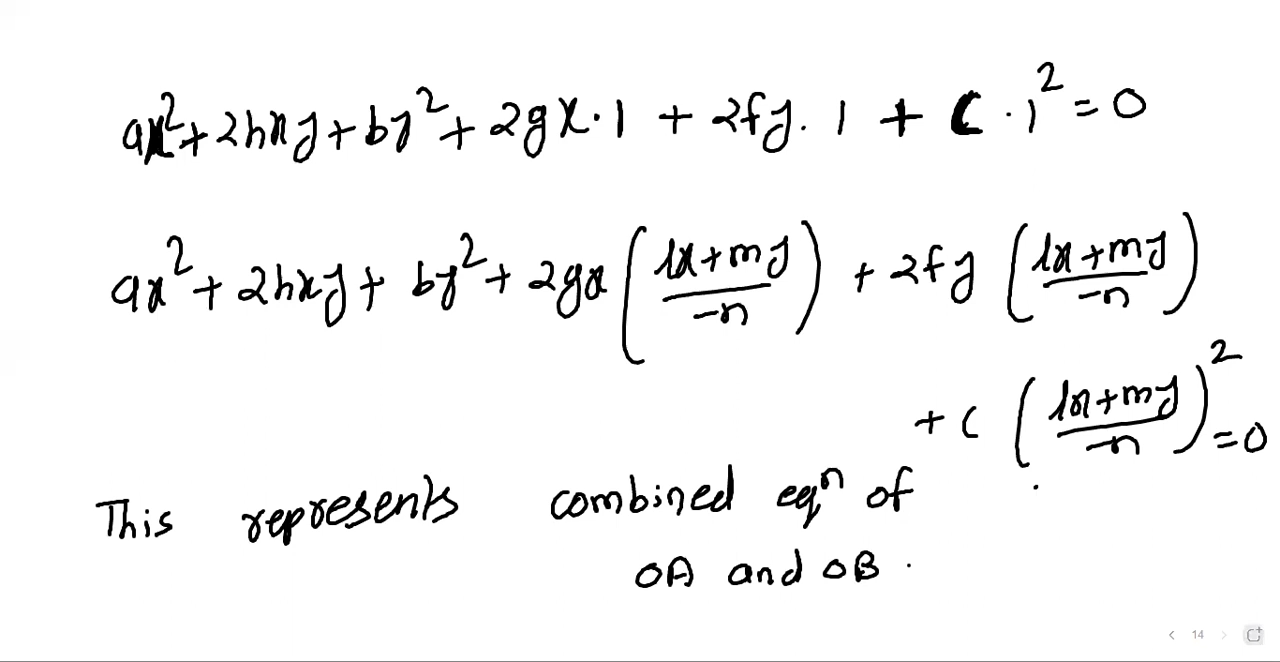 ax² + 2hxy + by² + 2gx·1 + 2fy·1 + c·1² = 0
ax² + 2hxy + by² + 2gx (lx+my / -n) + 2fy (lx+my / -n)
+ c (lx+my / -n)² = 0
This represents combined eqⁿ of
OA and OB.
14